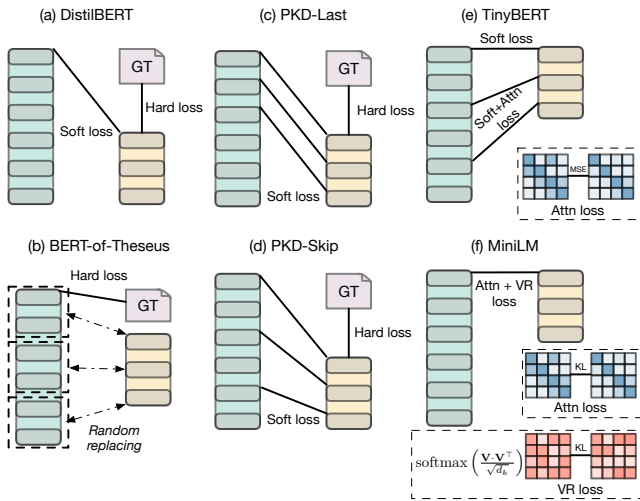 (a) DistilBERT
GT
Hard loss
Soft loss
(c) PKD-Last
GT
Hard loss
Soft loss
(e) TinyBERT
Soft loss
Soft+Attn
loss
MSE
Attn loss
(b) BERT-of-Theseus
Hard loss
GT
Random
replacing
(d) PKD-Skip
GT
Hard loss
Soft loss
(f) MiniLM
Attn + VR
loss
KL
Attn loss
softmax (V·V⊤/√d_k)
KL
VR loss